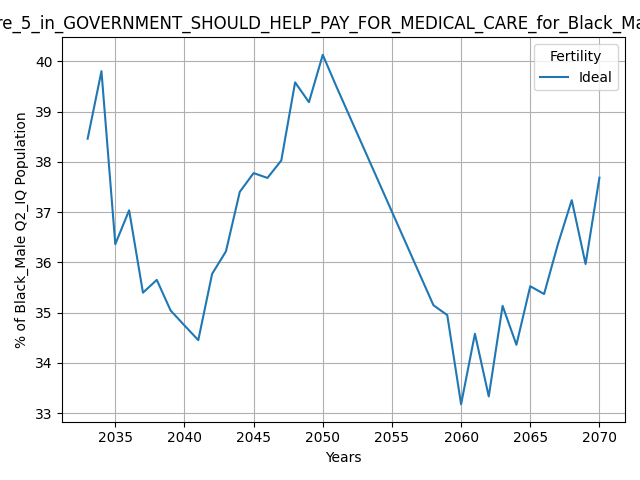 re_5_in_GOVERNMENT_SHOULD_HELP_PAY_FOR_MEDICAL_CARE_for_Black_Ma
Fertility
Ideal
40
39
38
37
36
35
34
33
% of Black_Male Q2_IQ Population
2035 2040 2045 2050 2055 2060 2065 2070
Years